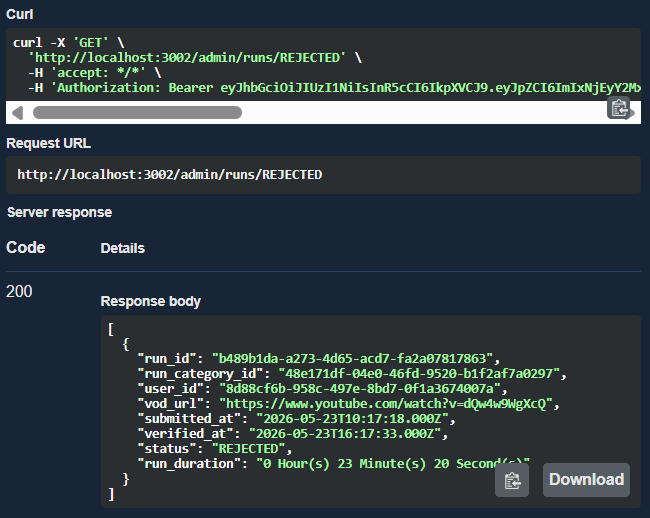 Curl
curl -X 'GET' \
  'http://localhost:3002/admin/runs/REJECTED' \
  -H 'accept: */*' \
  -H 'Authorization: Bearer eyJhbGciOiJIUzI1NiIsInR5cCI6IkpXVCJ9.eyJpZCI6ImIxNjEyY2Mx
Request URL
http://localhost:3002/admin/runs/REJECTED
Server response
Code Details
200
Response body
[
  {
    "run_id": "b489b1da-a273-4d65-acd7-fa2a07817863",
    "run_category_id": "48e171df-04e0-46fd-9520-b1f2af7a0297",
    "user_id": "8d88cf6b-958c-497e-8bd7-0f1a3674007a",
    "vod_url": "https://www.youtube.com/watch?v=dQw4w9WgXcQ",
    "submitted_at": "2026-05-23T10:17:18.000Z",
    "verified_at": "2026-05-23T16:17:33.000Z",
    "status": "REJECTED",
    "run_duration": "0 Hour(s) 23 Minute(s) 20 Second(s)"
  }
]
Download